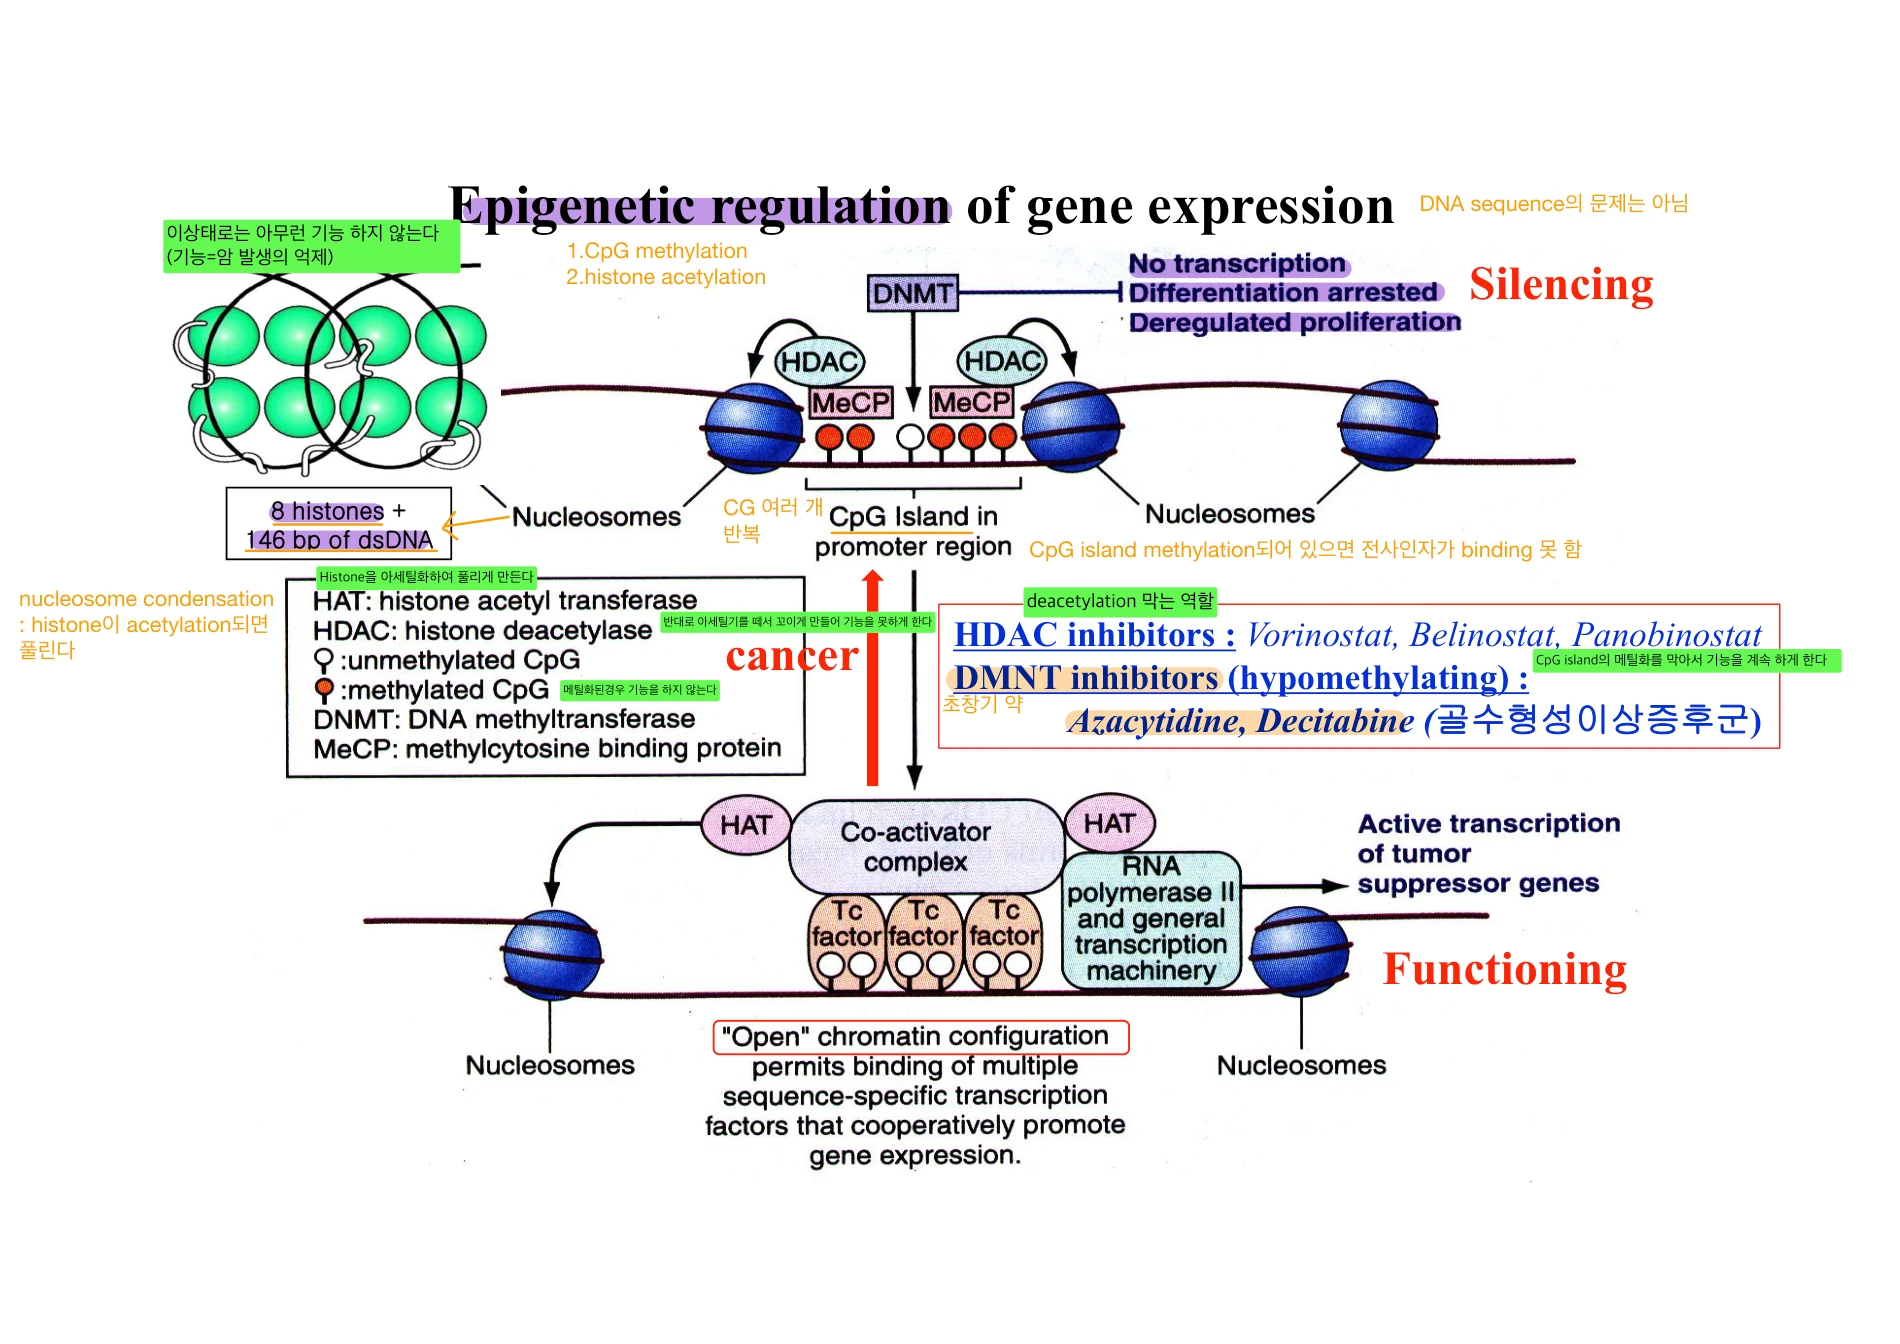 Epigenetic regulation of gene expression
DNA sequence의 문제는 아님
이상태로는 아무런 기능 하지 않는다
(기능=암 발생의 억제)
1.CpG methylation
2.histone acetylation
DNMT
No transcription
Differentiation arrested
Deregulated proliferation
Silencing
HDAC
HDAC
MeCP
MeCP
8 histones +
146 bp of dsDNA
Nucleosomes
CG 여러 개
반복
CpG Island in
promoter region
Nucleosomes
CpG island methylation되어 있으면 전사인자가 binding 못 함
nucleosome condensation
: histone이 acetylation되면
풀린다
Histone을 아세틸화하여 풀리게 만든다
HAT: histone acetyl transferase
HDAC: histone deacetylase
반대로 아세틸기를 떼서 꼬이게 만들어 기능을 못하게 한다
:unmethylated CpG
:methylated CpG
메틸화된경우 기능을 하지 않는다
DNMT: DNA methyltransferase
MeCP: methylcytosine binding protein
cancer
deacetylation 막는 역할
HDAC inhibitors : Vorinostat, Belinostat, Panobinostat
CpG island의 메틸화를 막아서 기능을 계속 하게 한다
DMNT inhibitors (hypomethylating) :
초창기 약
Azacytidine, Decitabine (골수형성이상증후군)
HAT
Co-activator
complex
HAT
RNA
polymerase II
and general
transcription
machinery
Tc
factor
Tc
factor
Tc
factor
Active transcription
of tumor
suppressor genes
Functioning
Nucleosomes
"Open" chromatin configuration
permits binding of multiple
sequence-specific transcription
factors that cooperatively promote
gene expression.
Nucleosomes